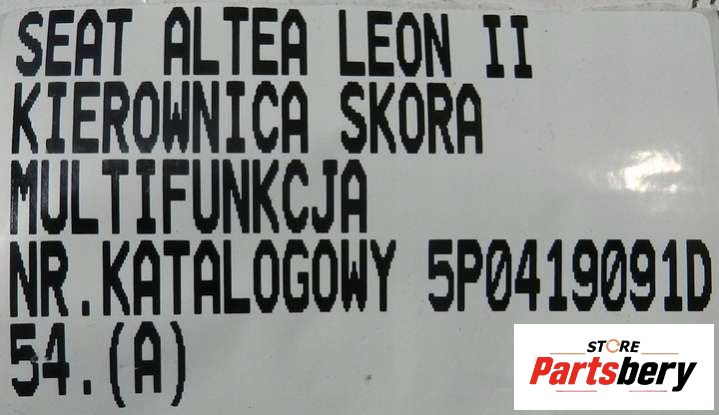 SEAT ALTEA LEON II
KIEROWNICA SKORA
MULTIFUNKCJA
NR.KATALOGOWY 5P0419091D
54.(A)
STORE
Partsbery